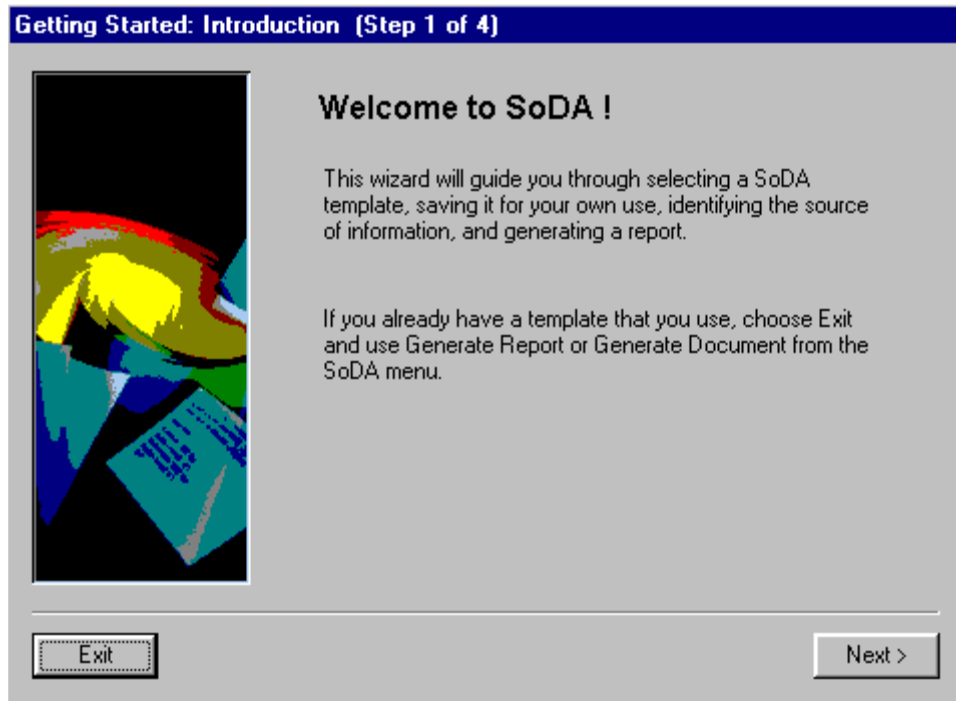 Getting Started: Introduction (Step 1 of 4)
Welcome to SoDA !
This wizard will guide you through selecting a SoDA
template, saving it for your own use, identifying the source
of information, and generating a report.
If you already have a template that you use, choose Exit
and use Generate Report or Generate Document from the
SoDA menu.
Exit
Next >